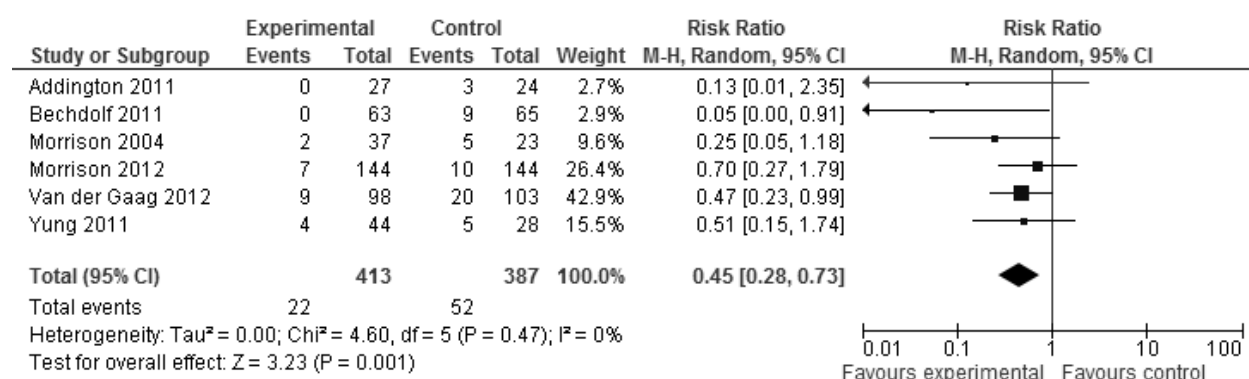 Experimental Control Risk Ratio Risk Ratio
Study or Subgroup Events Total Events Total Weight M-H, Random, 95% CI M-H, Random, 95% CI
Addington 2011 0 27 3 24 2.7% 0.13 [0.01, 2.35]
Bechdolf 2011 0 63 9 65 2.9% 0.05 [0.00, 0.91]
Morrison 2004 2 37 5 23 9.6% 0.25 [0.05, 1.18]
Morrison 2012 7 144 10 144 26.4% 0.70 [0.27, 1.79]
Van der Gaag 2012 9 98 20 103 42.9% 0.47 [0.23, 0.99]
Yung 2011 4 44 5 28 15.5% 0.51 [0.15, 1.74]
Total (95% CI) 413 387 100.0% 0.45 [0.28, 0.73]
Total events 22 52
Heterogeneity: Tau² = 0.00; Chi² = 4.60, df = 5 (P = 0.47); I² = 0%
Test for overall effect: Z = 3.23 (P = 0.001)
0.01 0.1 1 10 100
Favours experimental Favours control